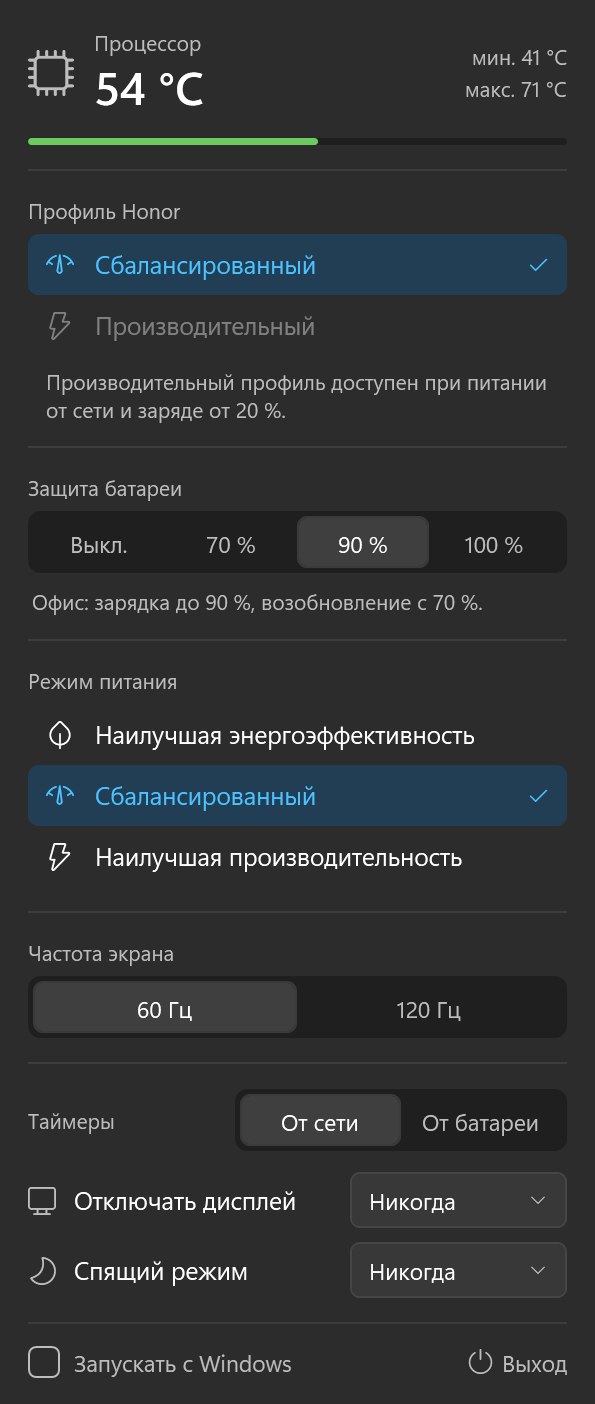 Процессор
54 °C
мин. 41 °C
макс. 71 °C
Профиль Honor
Сбалансированный
Производительный
Производительный профиль доступен при питании
от сети и заряде от 20 %.
Защита батареи
Выкл. 70 % 90 % 100 %
Офис: зарядка до 90 %, возобновление с 70 %.
Режим питания
Наилучшая энергоэффективность
Сбалансированный
Наилучшая производительность
Частота экрана
60 Гц 120 Гц
Таймеры От сети От батареи
Отключать дисплей Никогда
Спящий режим Никогда
Запускать с Windows Выход